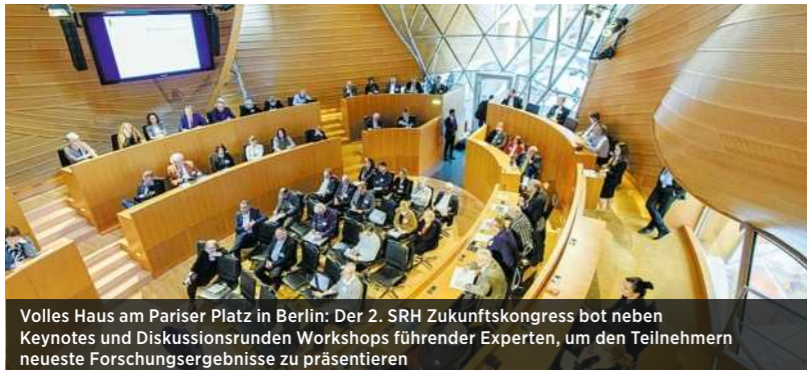 Volles Haus am Pariser Platz in Berlin: Der 2. SRH Zukunftskongress bot neben
Keynotes und Diskussionsrunden Workshops führender Experten, um den Teilnehmern
neueste Forschungsergebnisse zu präsentieren